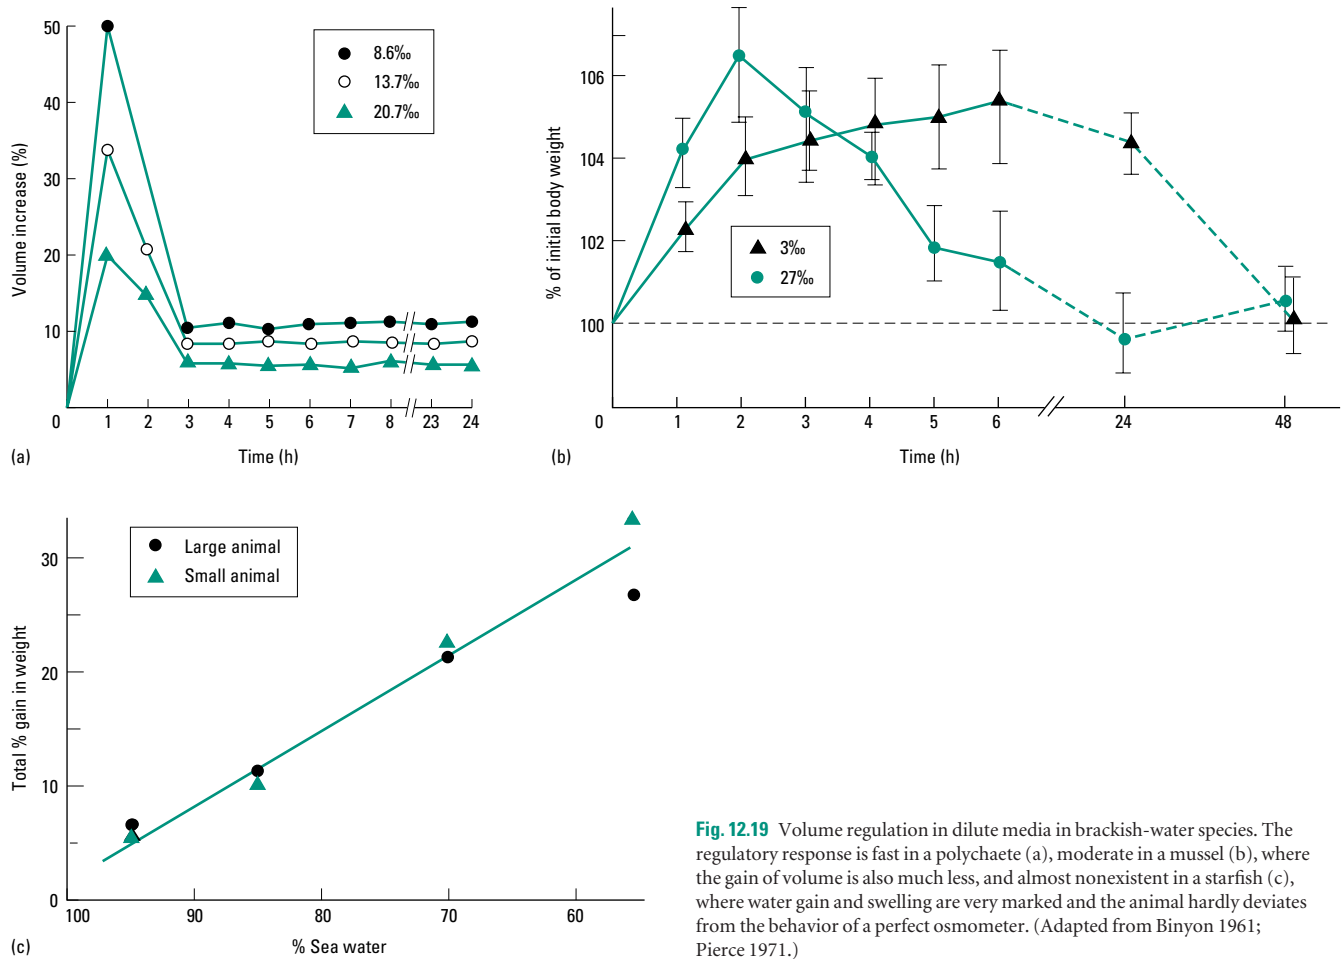 50
40
30
20
10
0
Volume increase (%)
8.6‰
13.7‰
20.7‰
1 2 3 4 5 6 7 8 23 24
(a)
Time (h)
106
104
102
100
% of initial body weight
3‰
27‰
0 1 2 3 4 5 6 24 48
(b)
Time (h)
Large animal
Small animal
30
20
10
0
Total % gain in weight
100 90 80 70 60
(c)
% Sea water
Fig. 12.19 Volume regulation in dilute media in brackish-water species. The
regulatory response is fast in a polychaete (a), moderate in a mussel (b), where
the gain of volume is also much less, and almost nonexistent in a starfish (c),
where water gain and swelling are very marked and the animal hardly deviates
from the behavior of a perfect osmometer. (Adapted from Binyon 1961;
Pierce 1971.)